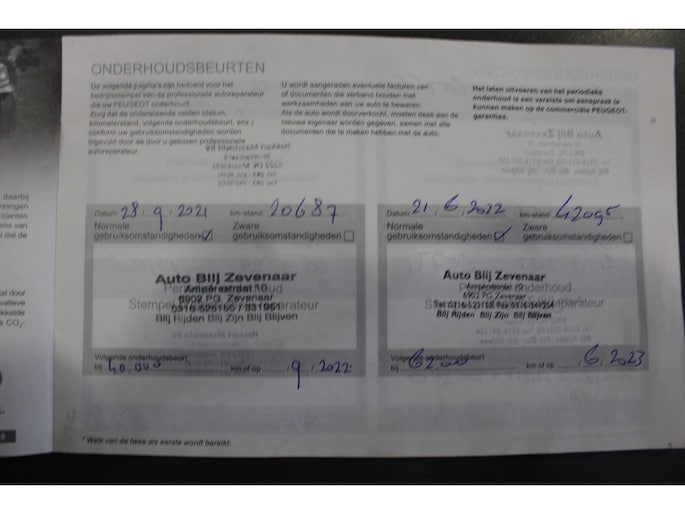 ONDERHOUDSBEURTEN
De volgende pagina's zijn bedoeld voor het
bedrijfsstempel van de professionele autoreparateur
die uw PEUGEOT onderhoudt.
Zorg dat de onderstaande velden (datum,
kilometerstand, volgende onderhoudsbeurt, enz.)
conform uw gebruiksomstandigheden worden
ingevuld door de door u gekozen professionele
autoreparateur.
U wordt aangeraden eventuele facturen van
of documenten die verband houden met
werkzaamheden aan uw auto te bewaren.
Als de auto wordt doorverkocht, moeten deze aan de
nieuwe eigenaar worden gegeven, samen met alle
documenten die te maken hebben met de auto.
Het laten uitvoeren van het periodieke
onderhoud is een vereiste om aanspraak te
kunnen maken op de commerciële PEUGEOT-
garanties.
Datum: 28.9.2021 km-stand: 20687
Normale gebruiksomstandigheden
Zware gebruiksomstandigheden
Auto Blij Zevenaar
Ampèrestraat 10
6902 PG Zevenaar
Blij Rijden Blij Zijn Blij Blijven
Volgende onderhoudsbeurt
bij 40.000 km of op 9.2022
Datum: 21.6.2022 km-stand: 42095
Normale gebruiksomstandigheden
Zware gebruiksomstandigheden
Auto Blij Zevenaar
Ampèrestraat 10
6902 PG Zevenaar
Blij Rijden Blij Zijn Blij Blijven
Volgende onderhoudsbeurt
bij 62.000 km of op 6.2023
* Welk van de twee als eerste wordt bereikt.